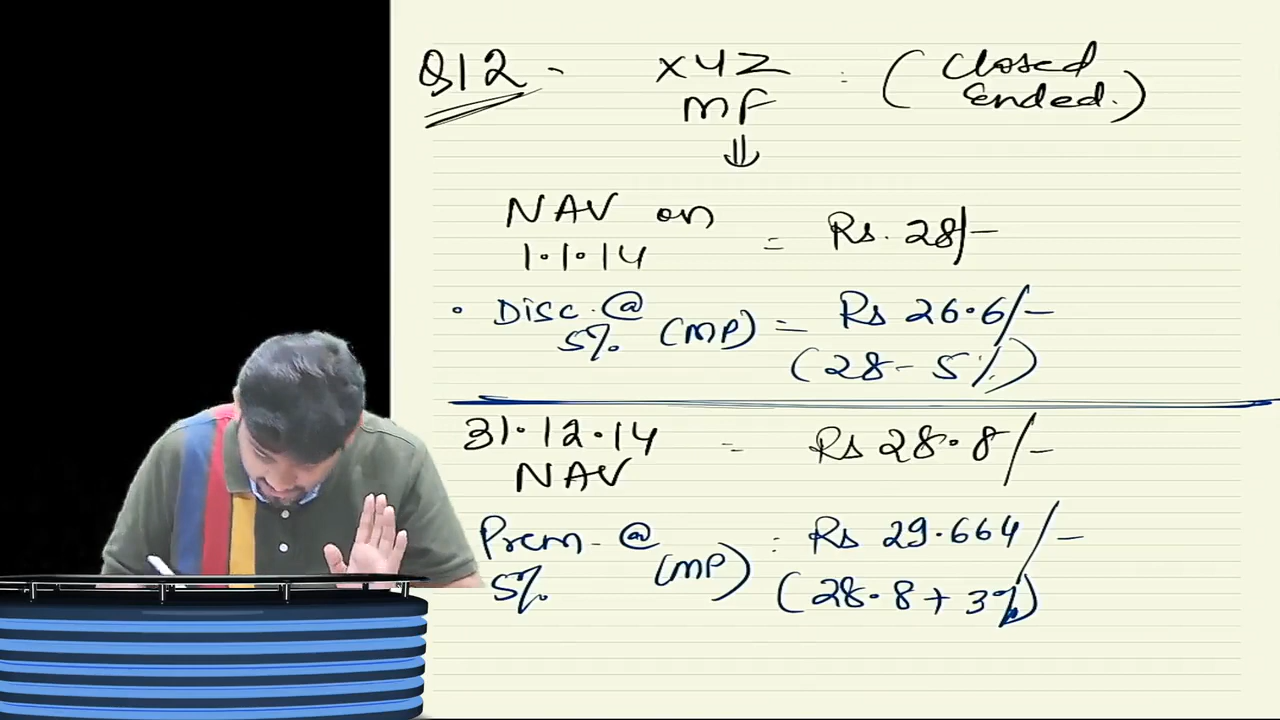 Q12 - XYZ MF : (Closed Ended.)
⇓
NAV on 1.1.14 = Rs. 28/-
• Disc. @ 5% (MP) = Rs 26.6/-
(28 - 5%)
31.12.14 NAV = Rs 28.8/-
Prem. @ 5% (MP) : Rs 29.664/-
(28.8 + 3%)